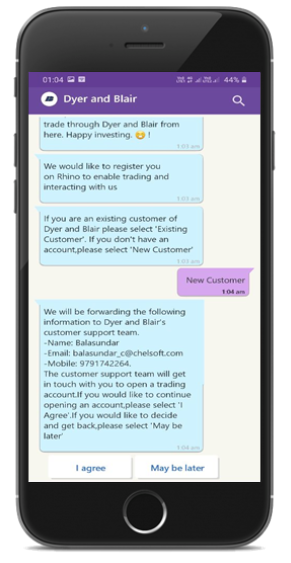 01:04
44%
Dyer and Blair
trade through Dyer and Blair from
here. Happy investing. 😊 !
1:03 am
We would like to register you
on Rhino to enable trading and
interacting with us
1:03 am
If you are an existing customer of
Dyer and Blair please select 'Existing
Customer'. If you don't have an
account,please select 'New Customer'
1:03 am
New Customer
1:04 am
We will be forwarding the following
information to Dyer and Blair's
customer support team.
-Name: Balasundar
-Email: balasundar_c@chelsoft.com
-Mobile: 9791742264.
The customer support team will get
in touch with you to open a trading
account.If you would like to continue
opening an account,please select 'I
Agree'.If you would like to decide
and get back,please select 'May be
later'
1:04 am
I agree
May be later